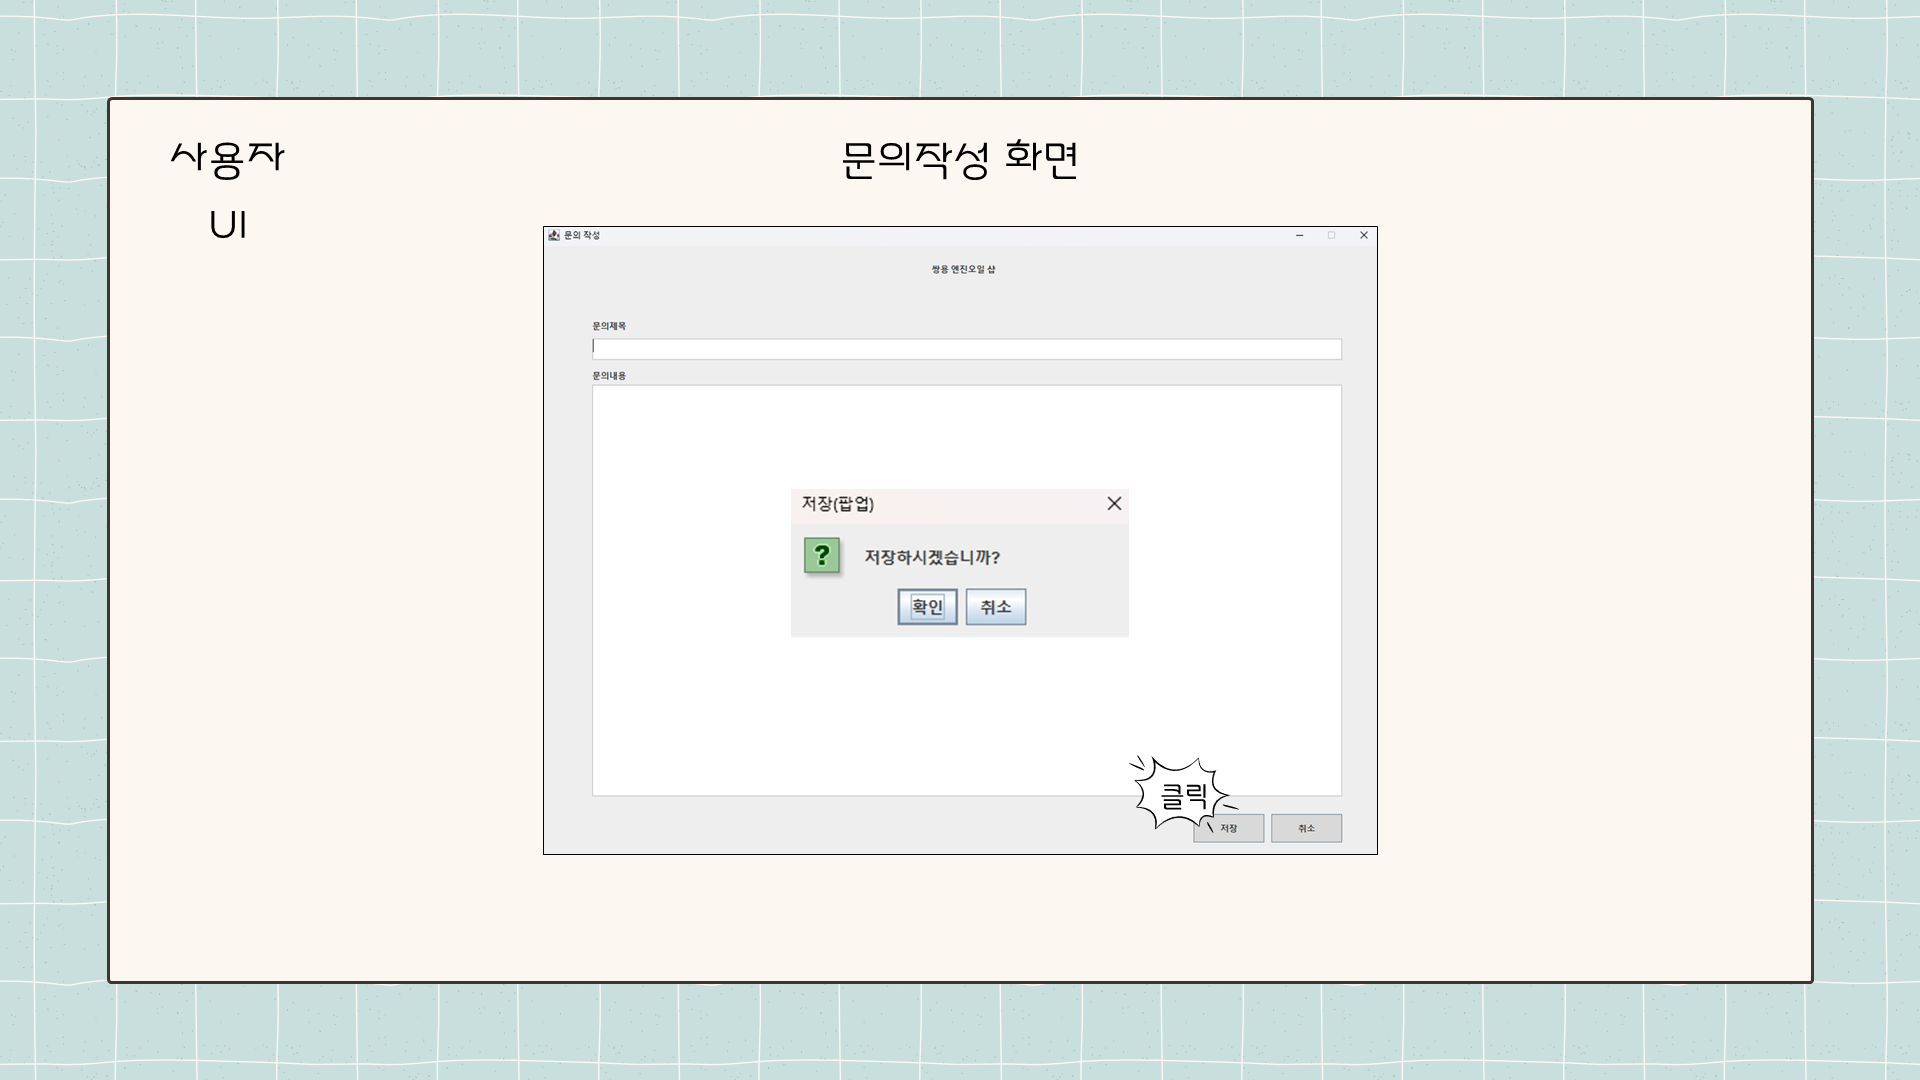 사용자
UI
문의작성 화면
문의 작성
쌍용 엔진오일 샵
문의제목
문의내용
저장(팝업)
?
저장하시겠습니까?
확인
취소
클릭
저장
취소